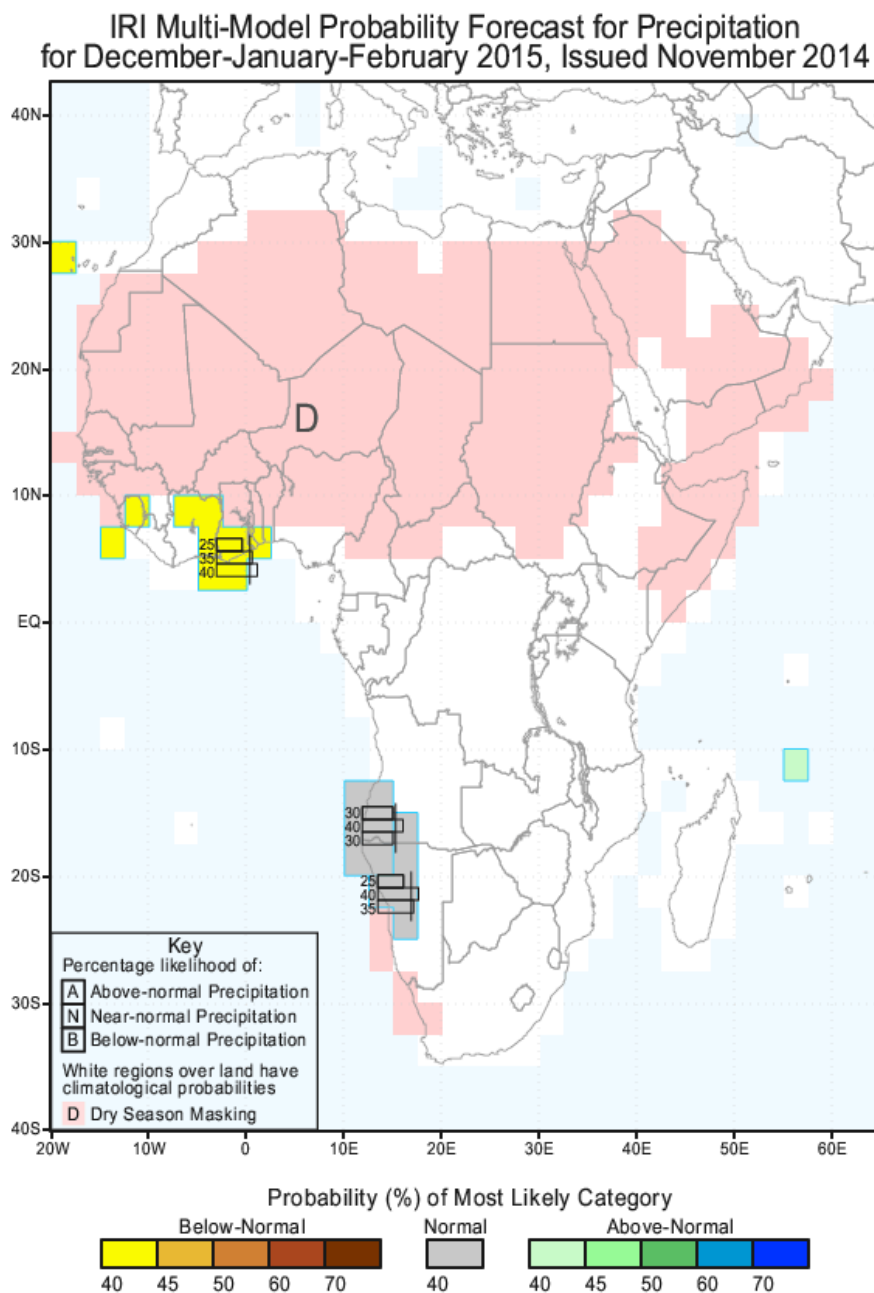 IRI Multi-Model Probability Forecast for Precipitation
for December-January-February 2015, Issued November 2014
40N
30N
20N
D
10N
25
35
40
EQ
10S
30
40
30
20S
25
40
35
Key
Percentage likelihood of:
A Above-normal Precipitation
N Near-normal Precipitation
B Below-normal Precipitation
White regions over land have
climatological probabilities
D Dry Season Masking
30S
40S
20W 10W 0 10E 20E 30E 40E 50E 60E
Probability (%) of Most Likely Category
Below-Normal Normal Above-Normal
40 45 50 60 70 40 40 45 50 60 70